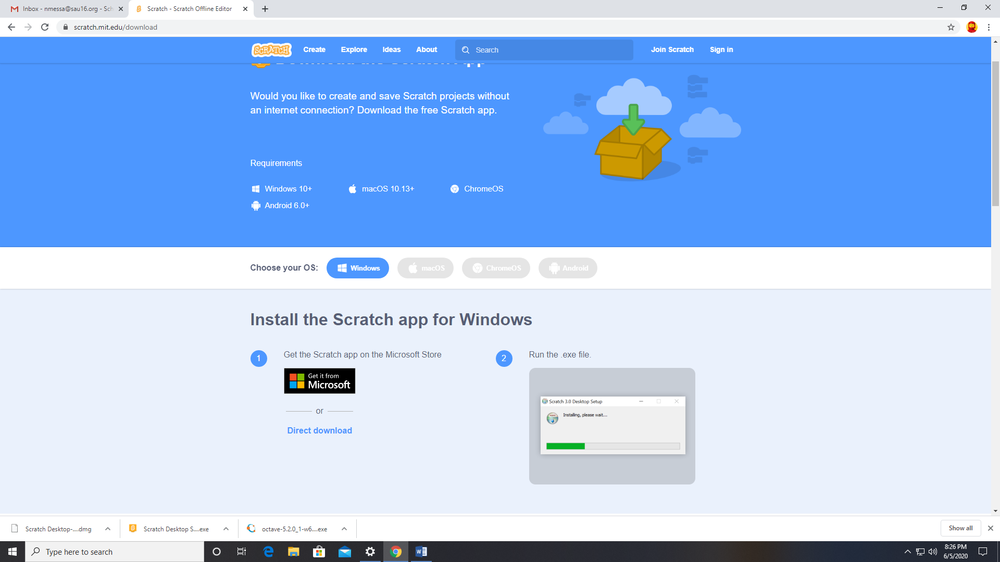 Inbox - nmessa@sau16.org - Sch
Scratch - Scratch Offline Editor
scratch.mit.edu/download
SCRATCH
Create
Explore
Ideas
About
Search
Join Scratch
Sign in
Download the Scratch App
Would you like to create and save Scratch projects without
an internet connection? Download the free Scratch app.
Requirements
Windows 10+
macOS 10.13+
ChromeOS
Android 6.0+
Choose your OS:
Windows
macOS
ChromeOS
Android
Install the Scratch app for Windows
1
Get the Scratch app on the Microsoft Store
Get it from
Microsoft
or
Direct download
2
Run the .exe file.
Scratch 3.0 Desktop Setup
Installing, please wait...
Scratch Desktop-....dmg
Scratch Desktop S....exe
octave-5.2.0_1-w6....exe
Show all
Type here to search
8:26 PM
6/5/2020